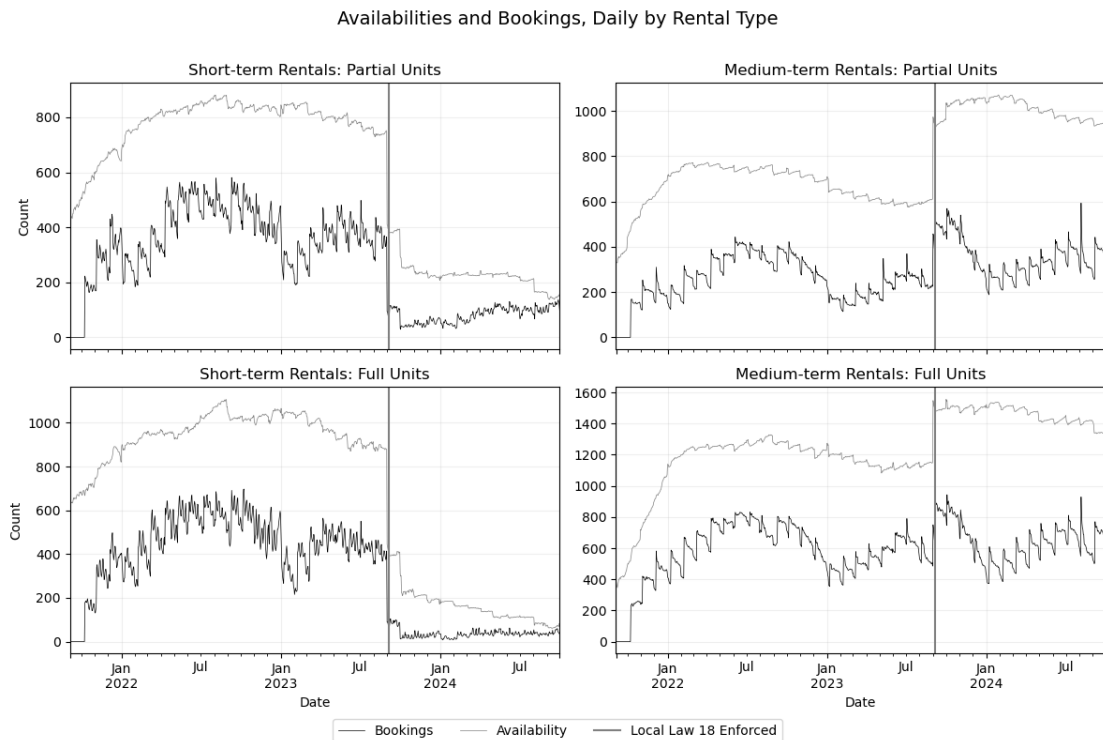 Availabilities and Bookings, Daily by Rental Type
Short-term Rentals: Partial Units
Count
800
600
400
200
0
Medium-term Rentals: Partial Units
1000
800
600
400
200
0
Short-term Rentals: Full Units
Count
1000
800
600
400
200
0
Jan
2022
Jul
Jan
2023
Jul
Jan
2024
Jul
Date
Medium-term Rentals: Full Units
1600
1400
1200
1000
800
600
400
200
0
Jan
2022
Jul
Jan
2023
Jul
Jan
2024
Jul
Date
Bookings Availability Local Law 18 Enforced